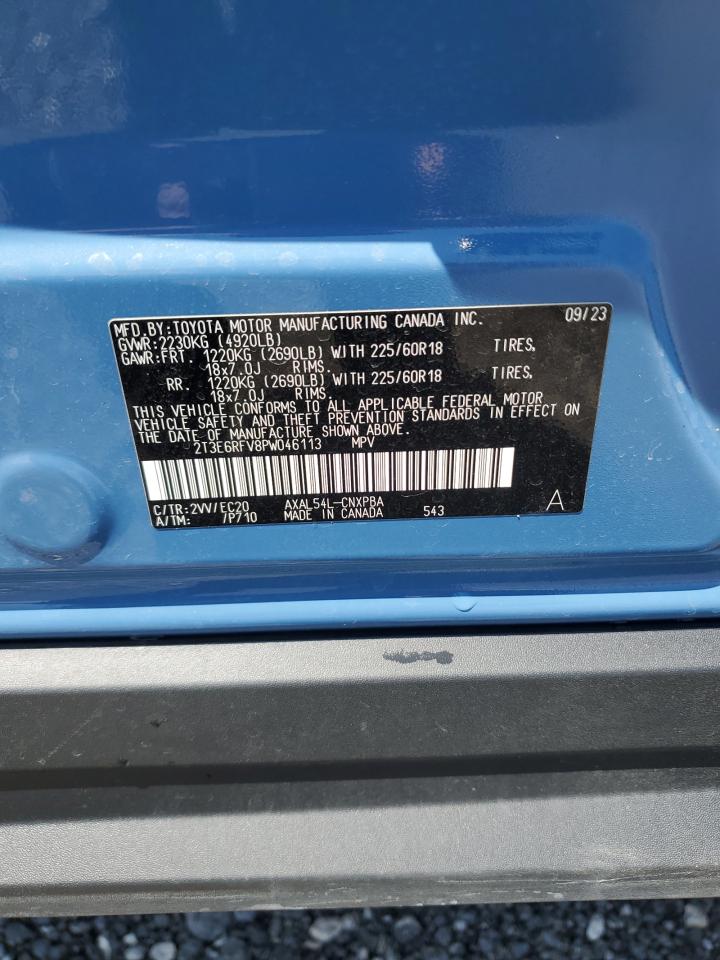 MFD.BY:TOYOTA MOTOR MANUFACTURING CANADA INC. 09/23
GVWR:2230KG (4920LB)
GAWR:FRT. 1220KG (2690LB) WITH 225/60R18 TIRES,
18x7.0J RIMS.
RR. 1220KG (2690LB) WITH 225/60R18 TIRES,
18x7.0J RIMS.
THIS VEHICLE CONFORMS TO ALL APPLICABLE FEDERAL MOTOR
VEHICLE SAFETY AND THEFT PREVENTION STANDARDS IN EFFECT ON
THE DATE OF MANUFACTURE SHOWN ABOVE.
2T3E6RFV8PW046113 MPV
C/TR:2VV/EC20 AXAL54L-CNXPBA A
A/TM: /P710 MADE IN CANADA 543